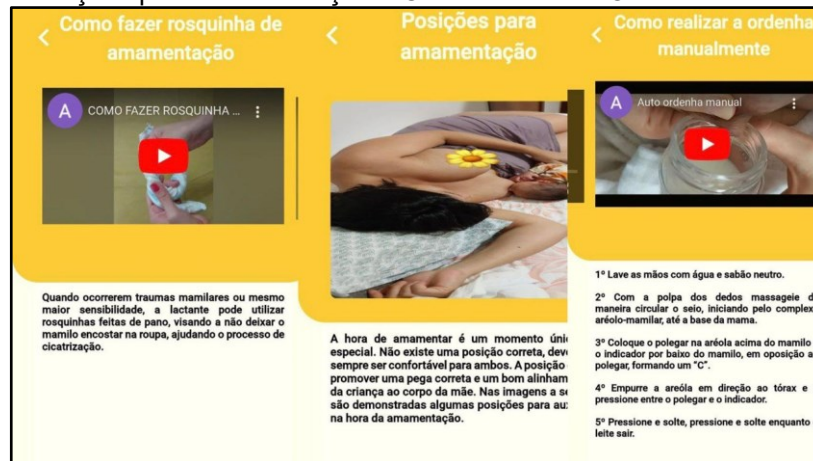 Como fazer rosquinha de
amamentação
A
COMO FAZER ROSQUINHA ...
Quando ocorrerem traumas mamilares ou mesmo
maior sensibilidade, a lactante pode utilizar
rosquinhas feitas de pano, visando a não deixar o
mamilo encostar na roupa, ajudando o processo de
cicatrização.
Posições para
amamentação
A hora de amamentar é um momento
especial. Não existe uma posição correta,
sempre ser confortável para ambos. A posição
promover uma pega correta e um bom
da criança ao corpo da mãe. Nas imagens a
são demonstradas algumas posições para
na hora da amamentação.
Como realizar a ordenha
manualmente
A
Auto ordenha manual
1º Lave as mãos com água e sabão neutro.
2º Com a polpa dos dedos massageie
maneira circular o seio, iniciando pelo
aréolo-mamilar, até a base da mama.
3º Coloque o polegar na aréola acima do mamilo
o indicador por baixo do mamilo, em oposição
polegar, formando um "C".
4º Empurre a areóla em direção ao tórax e
pressione entre o polegar e o indicador.
5º Pressione e solte, pressione e solte enquanto
leite sair.